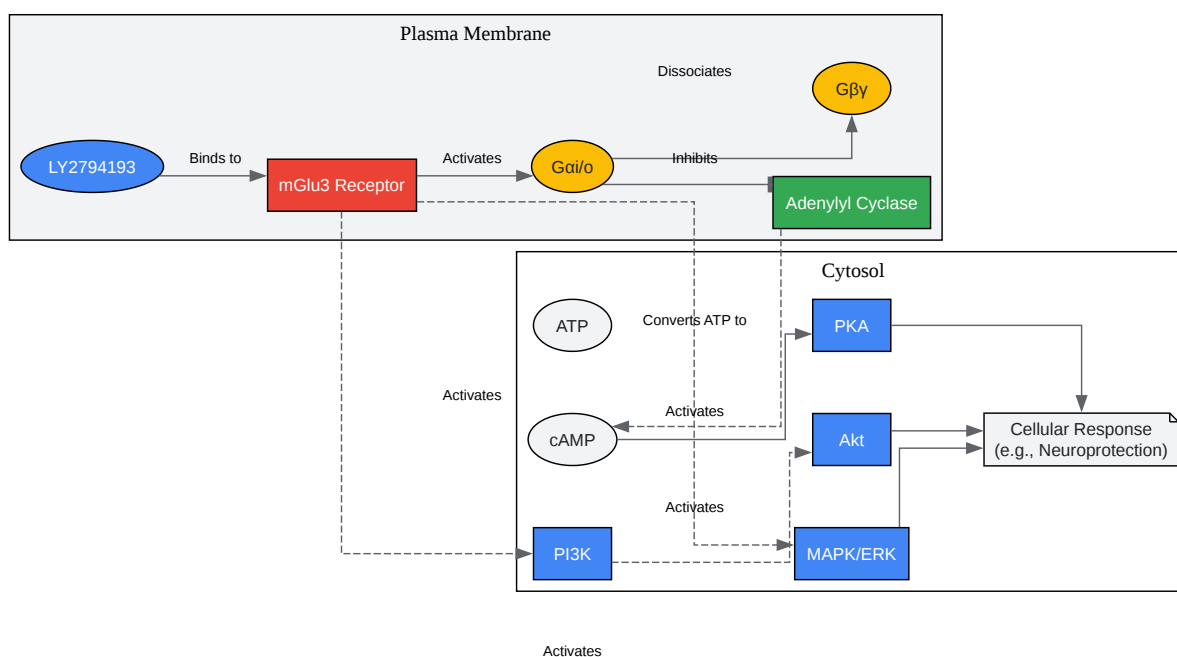 Plasma Membrane
Dissociates
Gβγ
LY2794193
Binds to
mGlu3 Receptor
Activates
Gαi/o
Inhibits
Adenylyl Cyclase
Cytosol
ATP
Converts ATP to
PKA
Activates
cAMP
Activates
Akt
Cellular Response
(e.g., Neuroprotection)
Activates
PI3K
MAPK/ERK
Activates